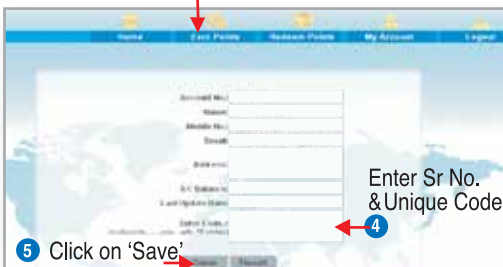 Home Earn Points Redeem Points My Account Logout
Account No.:
Name:
Mobile No.:
Email:
Address:
Last Update Date:
Enter Sr No.
& Unique Code
4
5 Click on 'Save'
Save